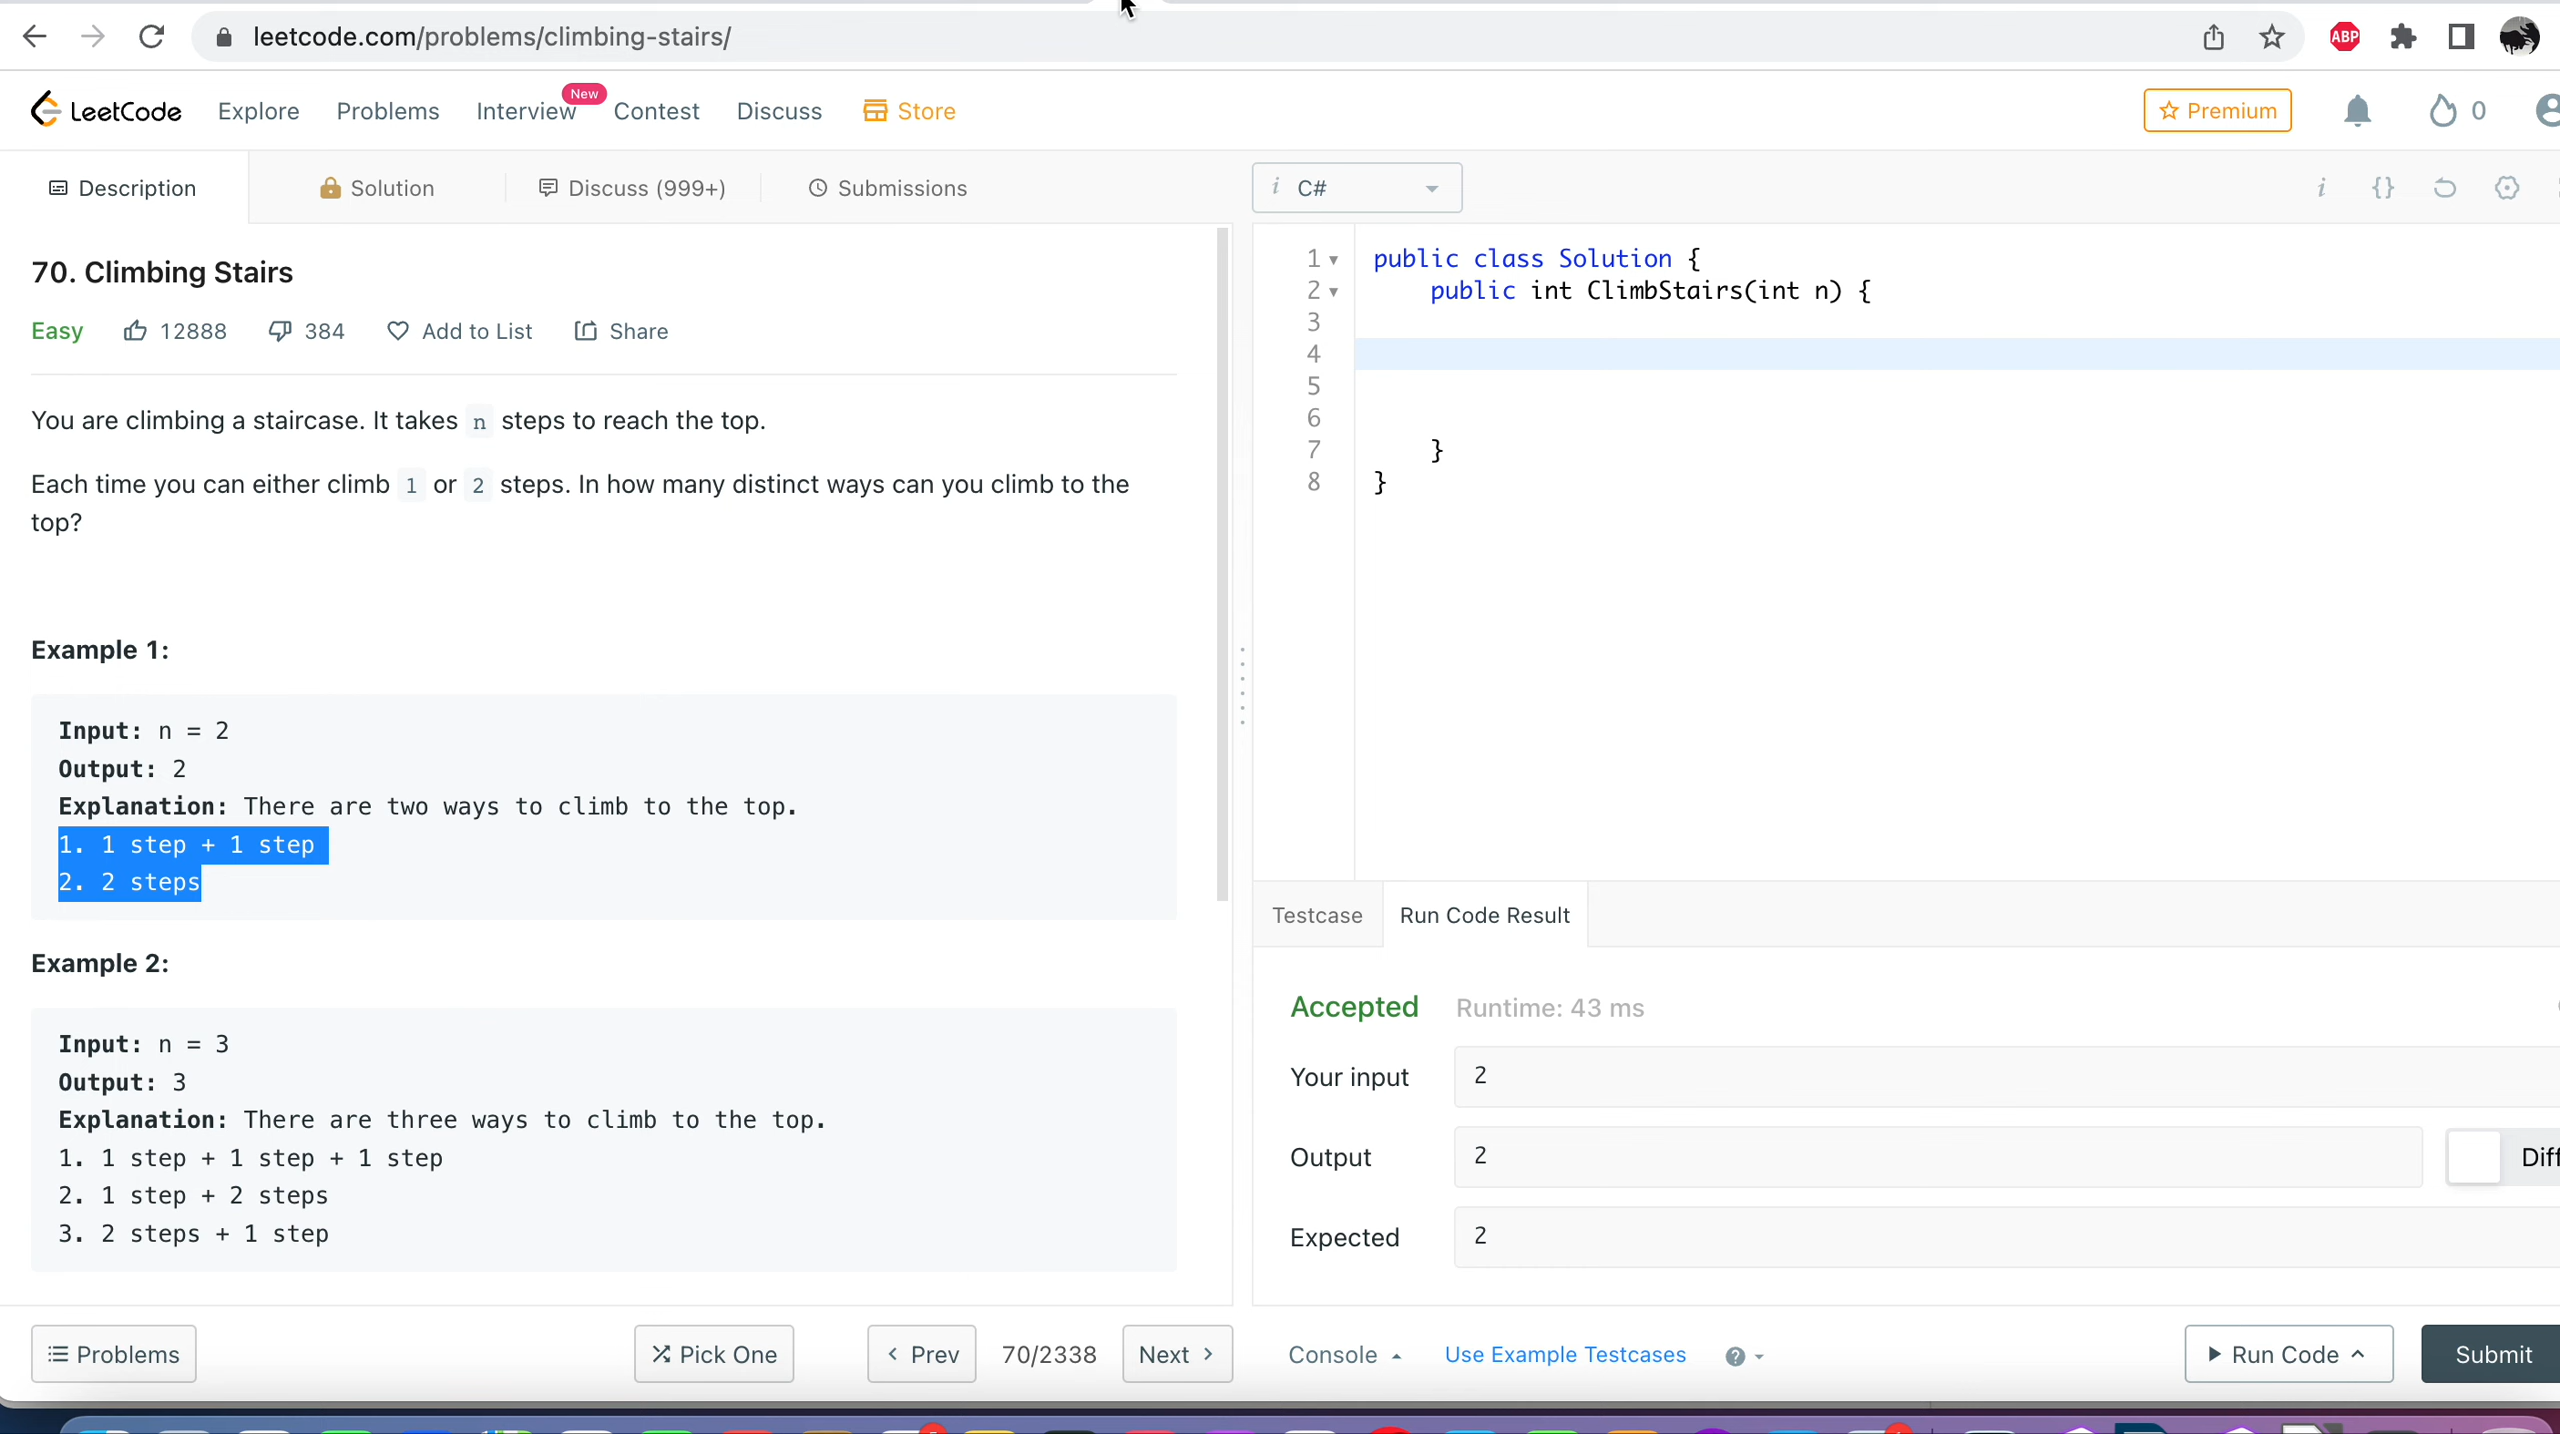 leetcode.com/problems/climbing-stairs/
ABP
LeetCode Explore Problems Interview New Contest Discuss Store Premium 0
Description Solution Discuss (999+) Submissions
i C#
i {}
70. Climbing Stairs
Easy 12888 384 Add to List Share
You are climbing a staircase. It takes n steps to reach the top.
Each time you can either climb 1 or 2 steps. In how many distinct ways can you climb to the
top?
Example 1:
Input: n = 2
Output: 2
Explanation: There are two ways to climb to the top.
1. 1 step + 1 step
2. 2 steps
Example 2:
Input: n = 3
Output: 3
Explanation: There are three ways to climb to the top.
1. 1 step + 1 step + 1 step
2. 1 step + 2 steps
3. 2 steps + 1 step
Problems Pick One Prev 70/2338 Next
1 public class Solution {
2 public int ClimbStairs(int n) {
3
4
5
6
7 }
8 }
Testcase Run Code Result
Accepted Runtime: 43 ms
Your input 2
Output 2 Diff
Expected 2
Console Use Example Testcases ? Run Code Submit